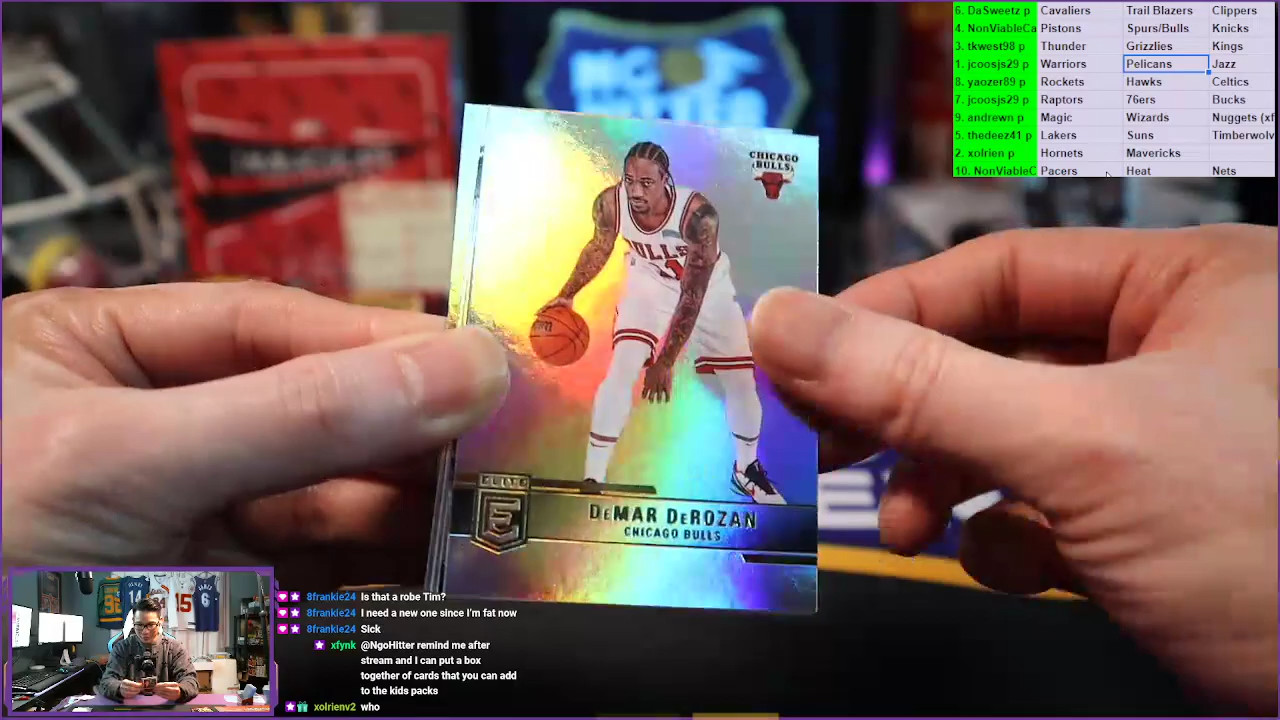 6. DaSweetz p Cavaliers Trail Blazers Clippers
4. NonViableCa Pistons Spurs/Bulls Knicks
3. tkwest98 p Thunder Grizzlies Kings
1. jcoosjs29 p Warriors Pelicans Jazz
8. yaozer89 p Rockets Hawks Celtics
7. jcoosjs29 p Raptors 76ers Bucks
9. andrewn p Magic Wizards Nuggets (xf
5. thedeez41 p Lakers Suns Timberwolv
2. xolrien p Hornets Mavericks
10. NonViableC Pacers Heat Nets
NGO
HITTER
CHICAGO
BULLS
BULLS
11
ELITE
E
DeMAR DeROZAN
CHICAGO BULLS
8frankie24 Is that a robe Tim?
8frankie24 I need a new one since I'm fat now
8frankie24 Sick
xfynk @NgoHitter remind me after
stream and I can put a box
together of cards that you can add
to the kids packs
xolrienv2 who